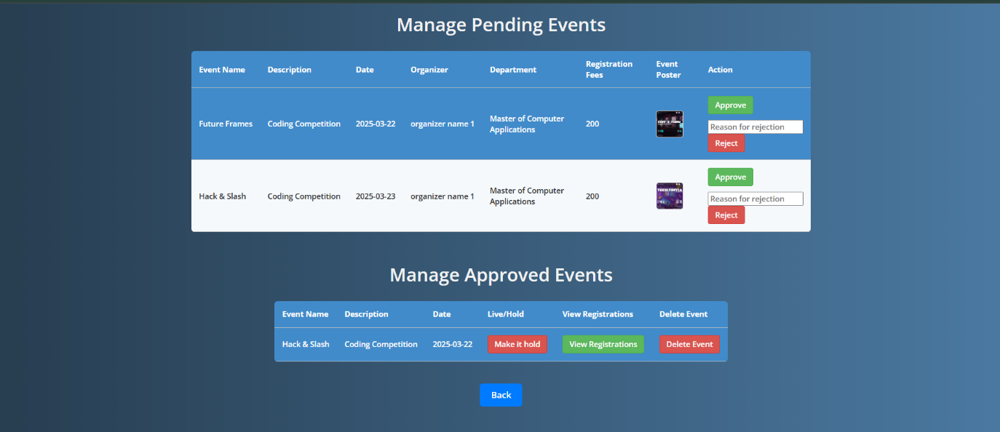 Manage Pending Events
Event Name Description Date Organizer Department Registration Fees Event Poster Action
Future Frames Coding Competition 2025-03-22 organizer name 1 Master of Computer Applications 200 Approve
Reason for rejection
Reject
Hack & Slash Coding Competition 2025-03-23 organizer name 1 Master of Computer Applications 200 TECH TRIVIA Approve
Reason for rejection
Reject
Manage Approved Events
Event Name Description Date Live/Hold View Registrations Delete Event
Hack & Slash Coding Competition 2025-03-22 Make it hold View Registrations Delete Event
Back